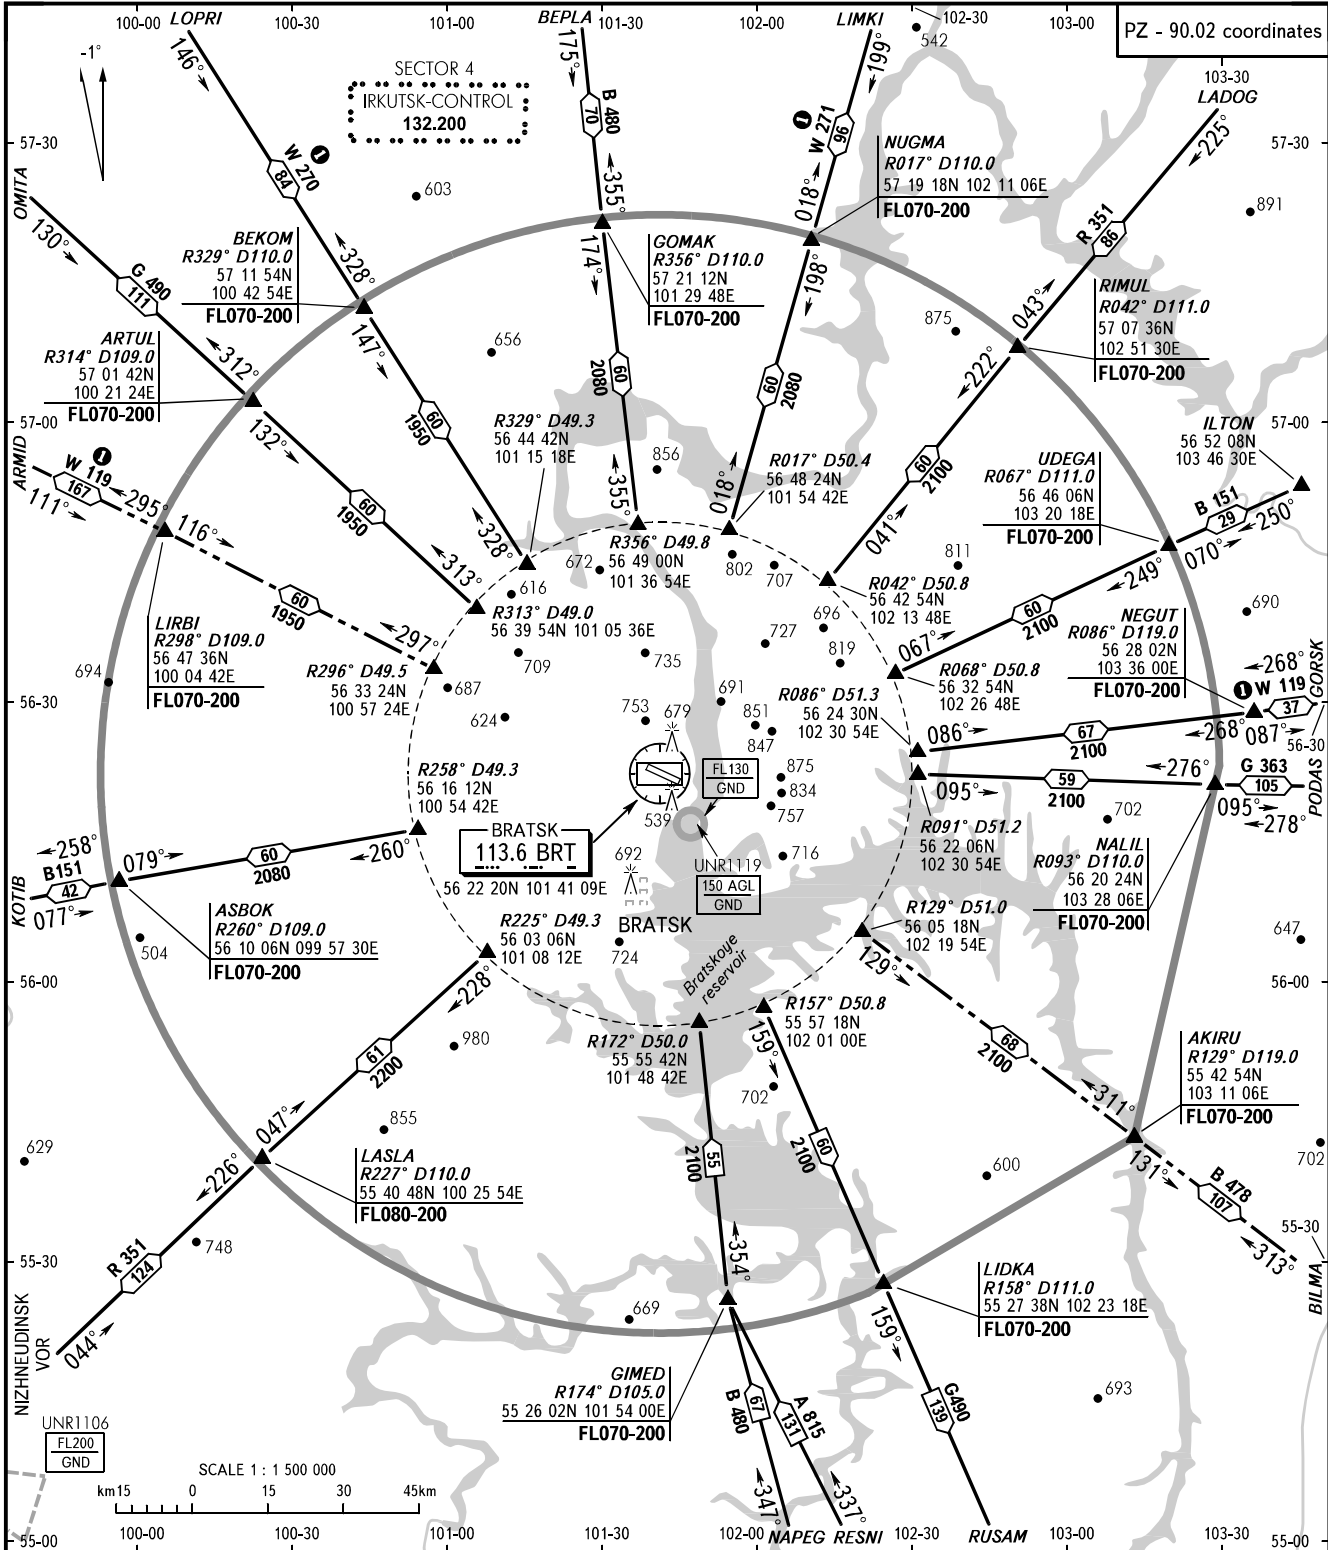 100-00
LOPRI
100-30
101-00
BEPLA
101-30
102-00
LIMKI
102-30
103-00
PZ - 90.02 coordinates
542
103-30
LADOG
-1°
146°
SECTOR 4
IRKUTSK-CONTROL
132.200
175°
B 480
70
199°
W 271
96
225°
57-30
57-30
W 270
84
603
NUGMA
R017° D110.0
57 19 18N 102 11 06E
FL070-200
R 351
86
891
OMITA
130°
G 490
111
BEKOM
R329° D110.0
57 11 54N
100 42 54E
FL070-200
328°
355°
174°
GOMAK
R356° D110.0
57 21 12N
101 29 48E
FL070-200
018°
198°
RIMUL
R042° D111.0
57 07 36N
102 51 30E
FL070-200
043°
222°
875
ARTUL
R314° D109.0
57 01 42N
100 21 24E
FL070-200
312°
132°
147°
656
60
2080
60
2080
57-00
57-00
60
1950
60
1950
R329° D49.3
56 44 42N
101 15 18E
856
R017° D50.4
56 48 24N
101 54 42E
60
2100
ILTON
56 52 08N
103 46 30E
UDEGA
R067° D111.0
56 46 06N
103 20 18E
FL070-200
B 151
29
250°
070°
249°
ARMID
W 119
167
111°
295°
116°
328°
313°
355°
018°
041°
R356° D49.8
56 49 00N
101 36 54E
672
802
707
811
616
R313° D49.0
56 39 54N 101 05 36E
R042° D50.8
56 42 54N
102 13 48E
60
1950
LIRBI
R298° D109.0
56 47 36N
100 04 42E
FL070-200
297°
R296° D49.5
56 33 24N
100 57 24E
709
735
727
696
819
067°
60
2100
NEGUT
R086° D119.0
56 28 02N
103 36 00E
FL070-200
690
694
687
624
753
679
691
851
847
R068° D50.8
56 32 54N
102 26 48E
R086° D51.3
56 24 30N
102 30 54E
268°
W 119
37
GORSK
56-30
56-30
086°
67
2100
268°
087°
276°
G 363
105
PODAS
095°
59
2100
095°
278°
R258° D49.3
56 16 12N
100 54 42E
FL130
GND
875
834
757
539
702
R091° D51.2
56 22 06N
102 30 54E
NALIL
R093° D110.0
56 20 24N
103 28 06E
FL070-200
BRATSK
113.6 BRT
56 22 20N 101 41 09E
692
UNR1119
150 AGL
GND
716
258°
B151
42
077°
KOTIB
079°
60
2080
260°
ASBOK
R260° D109.0
56 10 06N 099 57 30E
FL070-200
504
R225° D49.3
56 03 06N
101 08 12E
BRATSK
724
Bratskoye
reservoir
R129° D51.0
56 05 18N
102 19 54E
647
56-00
56-00
228°
129°
980
61
2200
R172° D50.0
55 55 42N
101 48 42E
R157° D50.8
55 57 18N
102 01 00E
159°
68
2100
AKIRU
R129° D119.0
55 42 54N
103 11 06E
FL070-200
702
047°
855
311°
131°
629
LASLA
R227° D110.0
55 40 48N 100 25 54E
FL080-200
55
2100
60
2100
600
702
226°
B 478
107
313°
BILMA
55-30
748
R 351
124
044°
NIZHNEUDINSK
VOR
55-30
354°
669
LIDKA
R158° D111.0
55 27 38N 102 23 18E
FL070-200
159°
GIMED
R174° D105.0
55 26 02N 101 54 00E
FL070-200
B 480
67
A 815
131
G490
139
693
UNR1106
FL200
GND
SCALE 1 : 1 500 000
km15 0 15 30 45km
347°
337°
NAPEG
RESNI
RUSAM
55-00
100-00
100-30
101-00
101-30
102-00
102-30
103-00
103-30
55-00